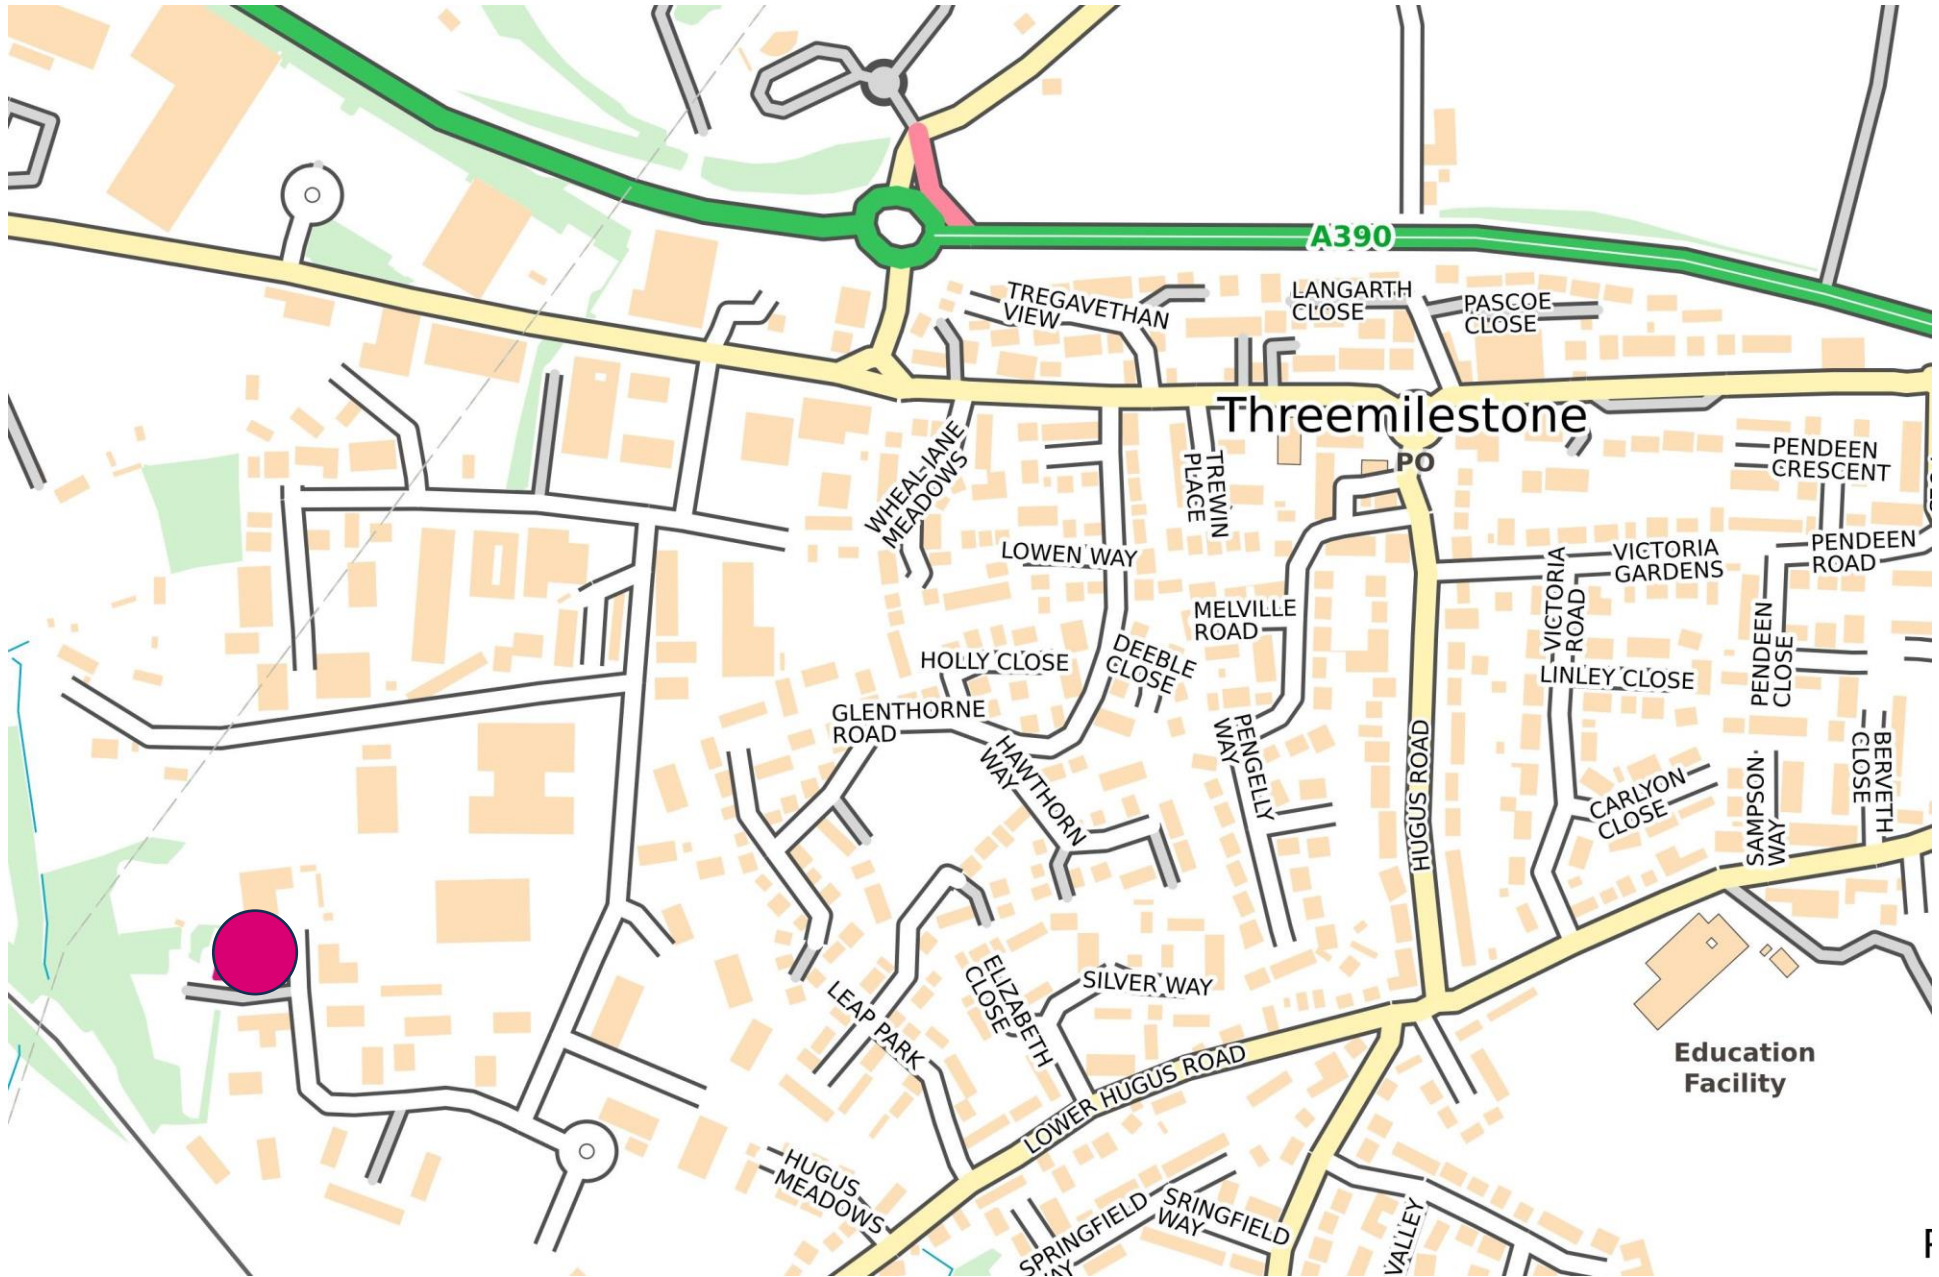 A390
TREGAVETHAN
VIEW
LANGARTH
CLOSE
PASCOE
CLOSE
Threemilestone
PO
WHEAL-JANE
MEADOWS
TREWIN
PLACE
PENDEEN
CRESCENT
LOWEN WAY
VICTORIA
GARDENS
PENDEEN
ROAD
VICTORIA
ROAD
MELVILLE
ROAD
DEEBLE
CLOSE
HOLLY CLOSE
LINLEY CLOSE
PENDEEN
CLOSE
GLENTHORNE
ROAD
HAWTHORN
WAY
PENGELLY
WAY
HUGUS ROAD
CARLYON
CLOSE
SAMPSON
WAY
BERVETH
CLOSE
LEAP PARK
ELIZABETH
CLOSE
SILVER WAY
LOWER HUGUS ROAD
Education
Facility
HUGUS
MEADOWS
SPRINGFIELD
SRINGFIELD
WAY
VALLEY